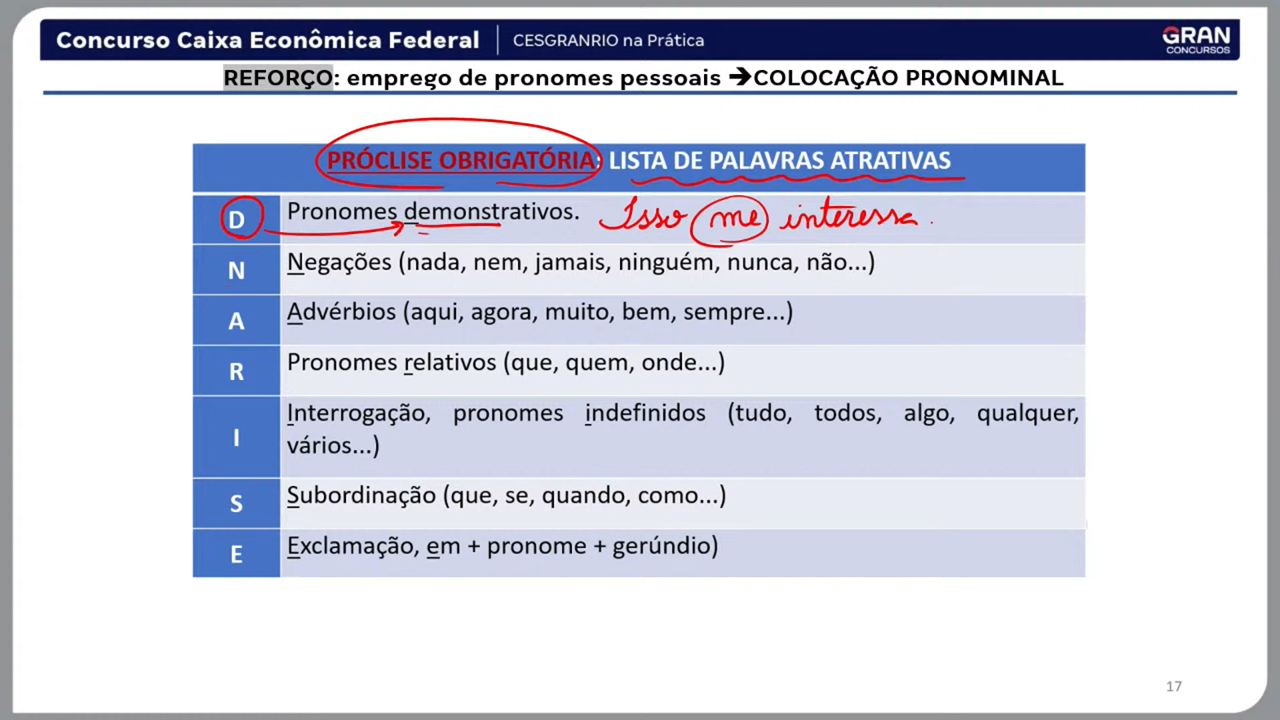 Concurso Caixa Econômica Federal | CESGRANRIO na Prática
GRAN CONCURSOS
REFORÇO: emprego de pronomes pessoais ➔COLOCAÇÃO PRONOMINAL
PRÓCLISE OBRIGATÓRIA: LISTA DE PALAVRAS ATRATIVAS
D Pronomes demonstrativos. Isso me interessa.
N Negações (nada, nem, jamais, ninguém, nunca, não...)
A Advérbios (aqui, agora, muito, bem, sempre...)
R Pronomes relativos (que, quem, onde...)
I Interrogação, pronomes indefinidos (tudo, todos, algo, qualquer,
vários...)
S Subordinação (que, se, quando, como...)
E Exclamação, em + pronome + gerúndio)
17